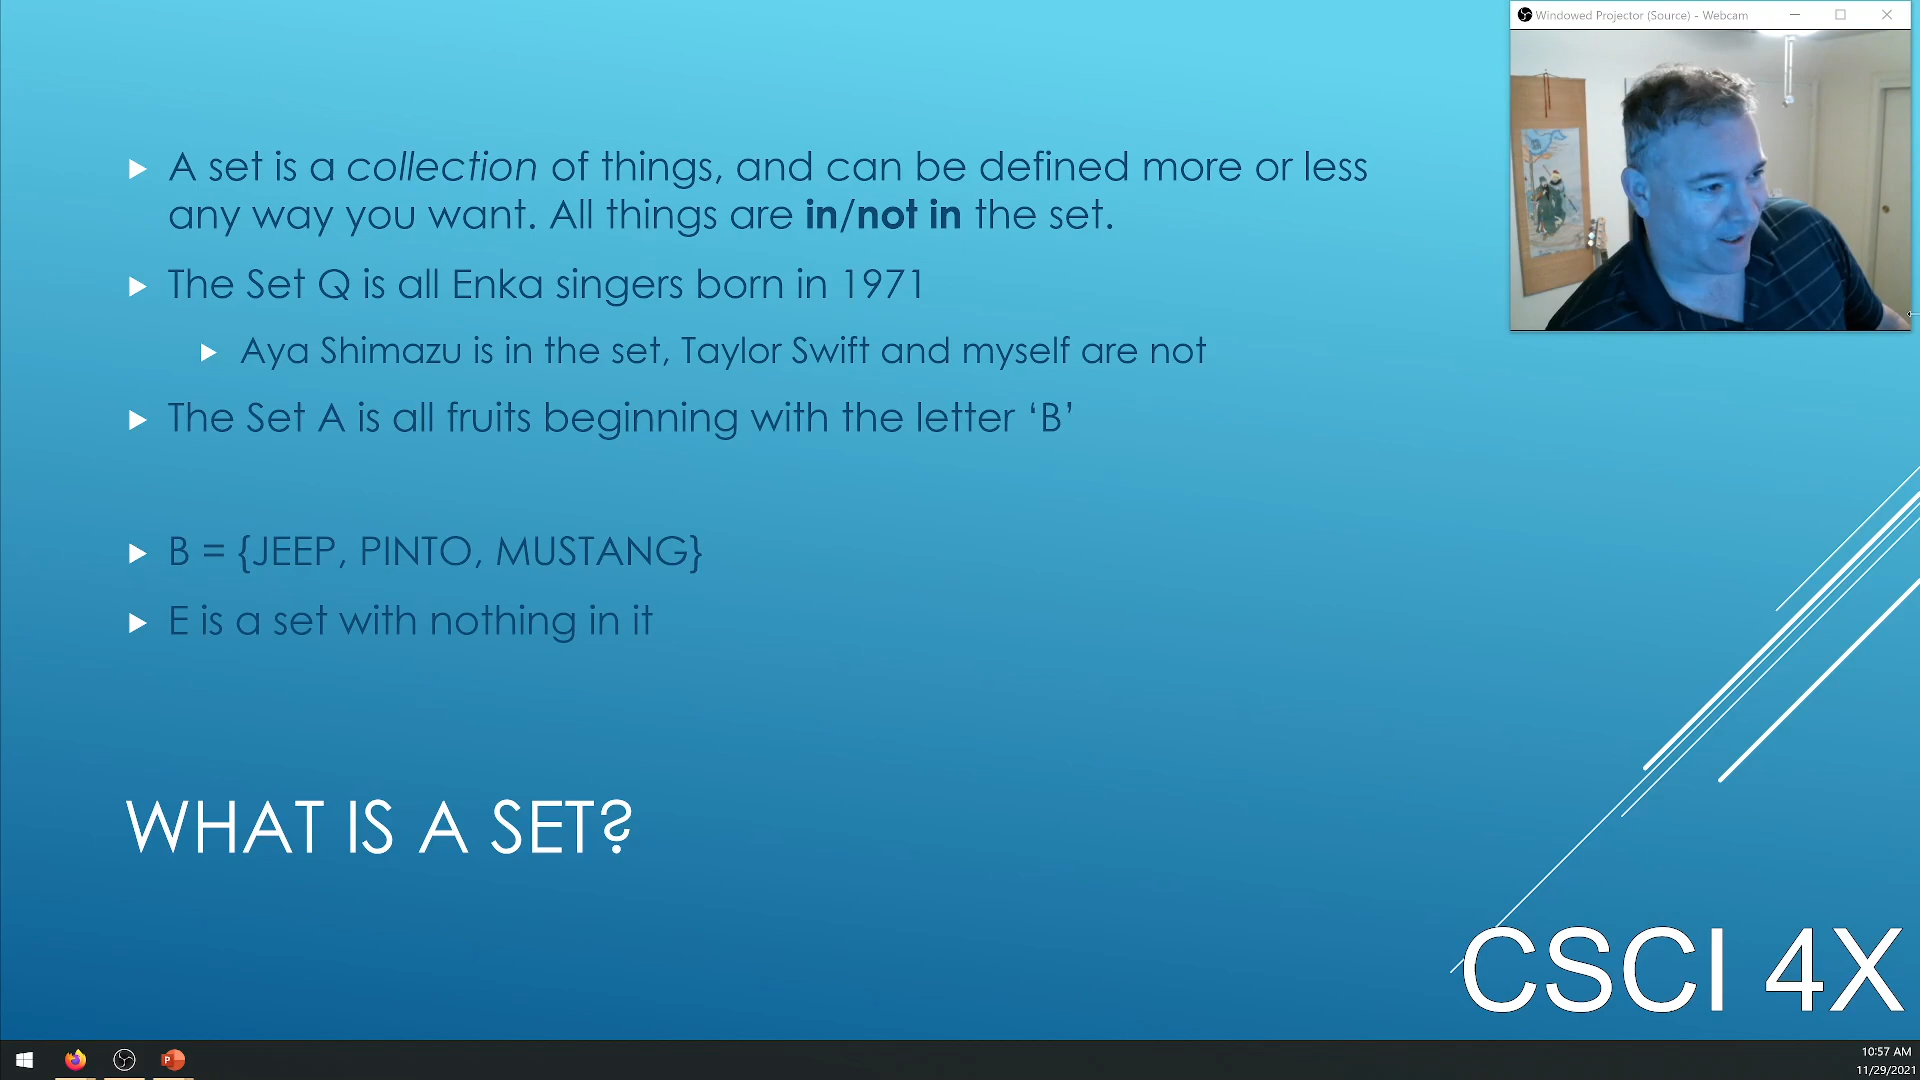 Windowed Projector (Source) - Webcam
A set is a collection of things, and can be defined more or less
any way you want. All things are in/not in the set.
The Set Q is all Enka singers born in 1971
Aya Shimazu is in the set, Taylor Swift and myself are not
The Set A is all fruits beginning with the letter ‘B’
B = {JEEP, PINTO, MUSTANG}
E is a set with nothing in it
WHAT IS A SET?
CSCI 4X
10:57 AM
11/29/2021